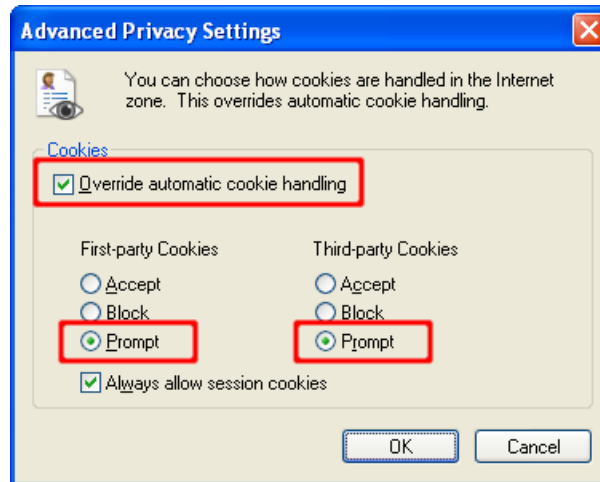 Advanced Privacy Settings
You can choose how cookies are handled in the Internet
zone. This overrides automatic cookie handling.
Cookies
Override automatic cookie handling
First-party Cookies Third-party Cookies
Accept Accept
Block Block
Prompt Prompt
Always allow session cookies
OK Cancel